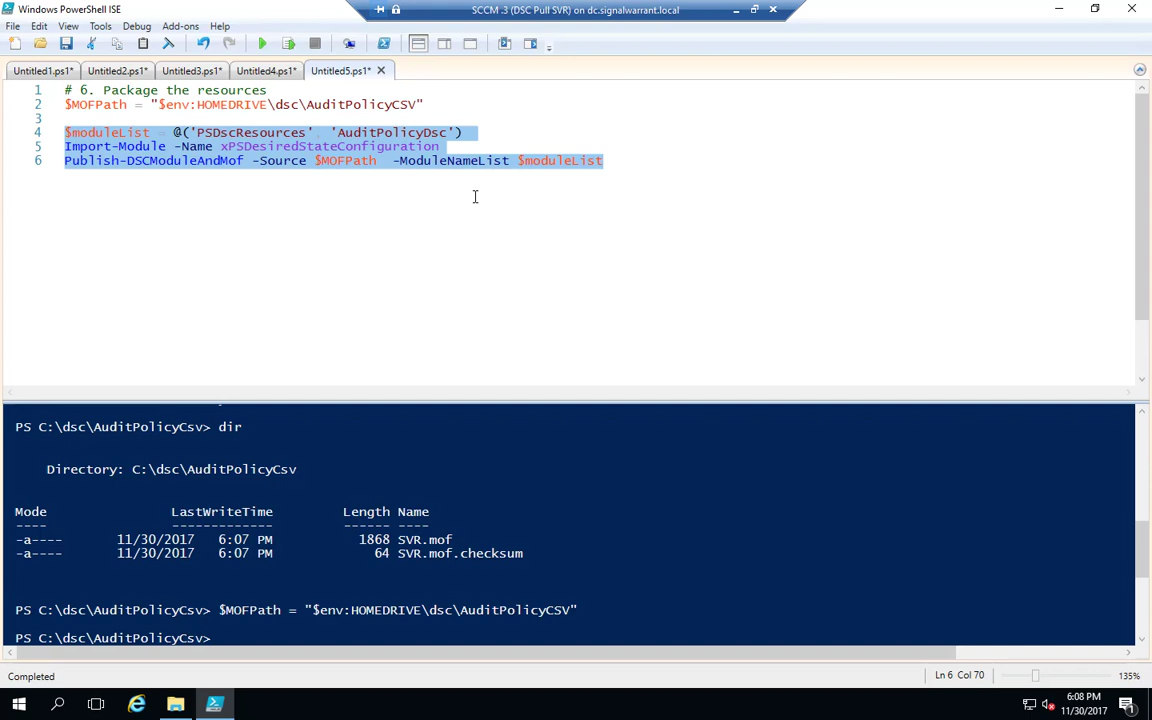 Windows PowerShell ISE
SCCM .3 (DSC Pull SVR) on dc.signalwarrant.local
File Edit View Tools Debug Add-ons Help
Untitled1.ps1* Untitled2.ps1* Untitled3.ps1* Untitled4.ps1* Untitled5.ps1*
1 # 6. Package the resources
2 $MOFPath = "$env:HOMEDRIVE\dsc\AuditPolicyCSV"
3
4 $moduleList = @('PSDscResources', 'AuditPolicyDsc')
5 Import-Module -Name xPSDesiredStateConfiguration
6 Publish-DSCModuleAndMof -Source $MOFPath -ModuleNameList $moduleList
PS C:\dsc\AuditPolicyCsv> dir
Directory: C:\dsc\AuditPolicyCsv
Mode LastWriteTime Length Name
---- ------------- ------ ----
-a---- 11/30/2017 6:07 PM 1868 SVR.mof
-a---- 11/30/2017 6:07 PM 64 SVR.mof.checksum
PS C:\dsc\AuditPolicyCsv> $MOFPath = "$env:HOMEDRIVE\dsc\AuditPolicyCSV"
PS C:\dsc\AuditPolicyCsv>
Completed
Ln 6 Col 70
135%
6:08 PM
11/30/2017
1